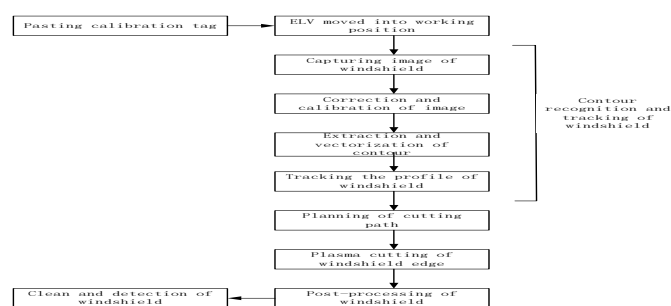 Pasting calibration tag
ELV moved into working
position
Capturing image of
windshield
Correction and
calibration of image
Extraction and
vectorization of
contour
Tracking the profile of
windshield
Contour
recognition and
tracking of
windshield
Planning of cutting
path
Plasma cutting of
windshield edge
Clean and detection of
windshield
Post-processing of
windshield